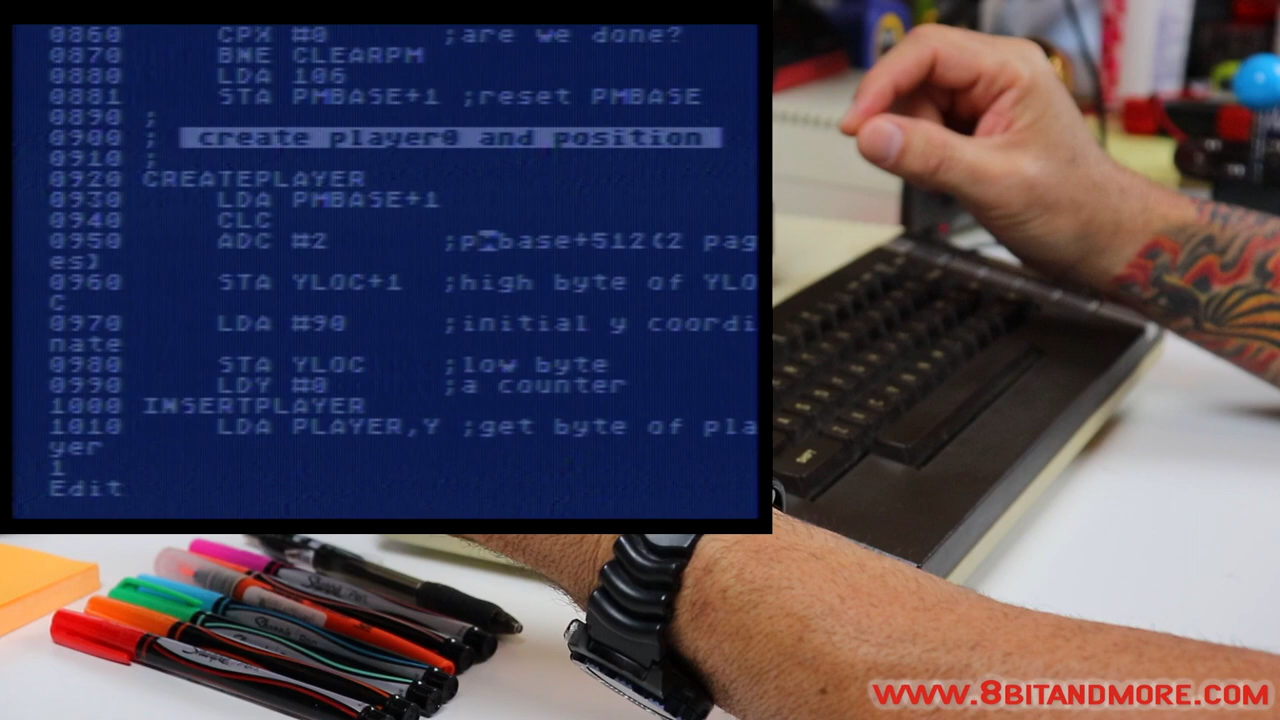 0860 CPX #0 ;are we done?
0870 BNE CLEARPM
0880 LDA 106
0881 STA PMBASE+1 ;reset PMBASE
0890 ;
0900 ; create player0 and position
0910 ;
0920 CREATEPLAYER
0930 LDA PMBASE+1
0940 CLC
0950 ADC #2 ;pmbase+512(2 pag
es)
0960 STA YLOC+1 ;high byte of YLO
C
0970 LDA #90 ;initial y coordi
nate
0980 STA YLOC ;low byte
0990 LDY #0 ;a counter
1000 INSERTPLAYER
1010 LDA PLAYER,Y ;get byte of pla
yer
1
Edit
Sharpie
www.8bitandmore.com